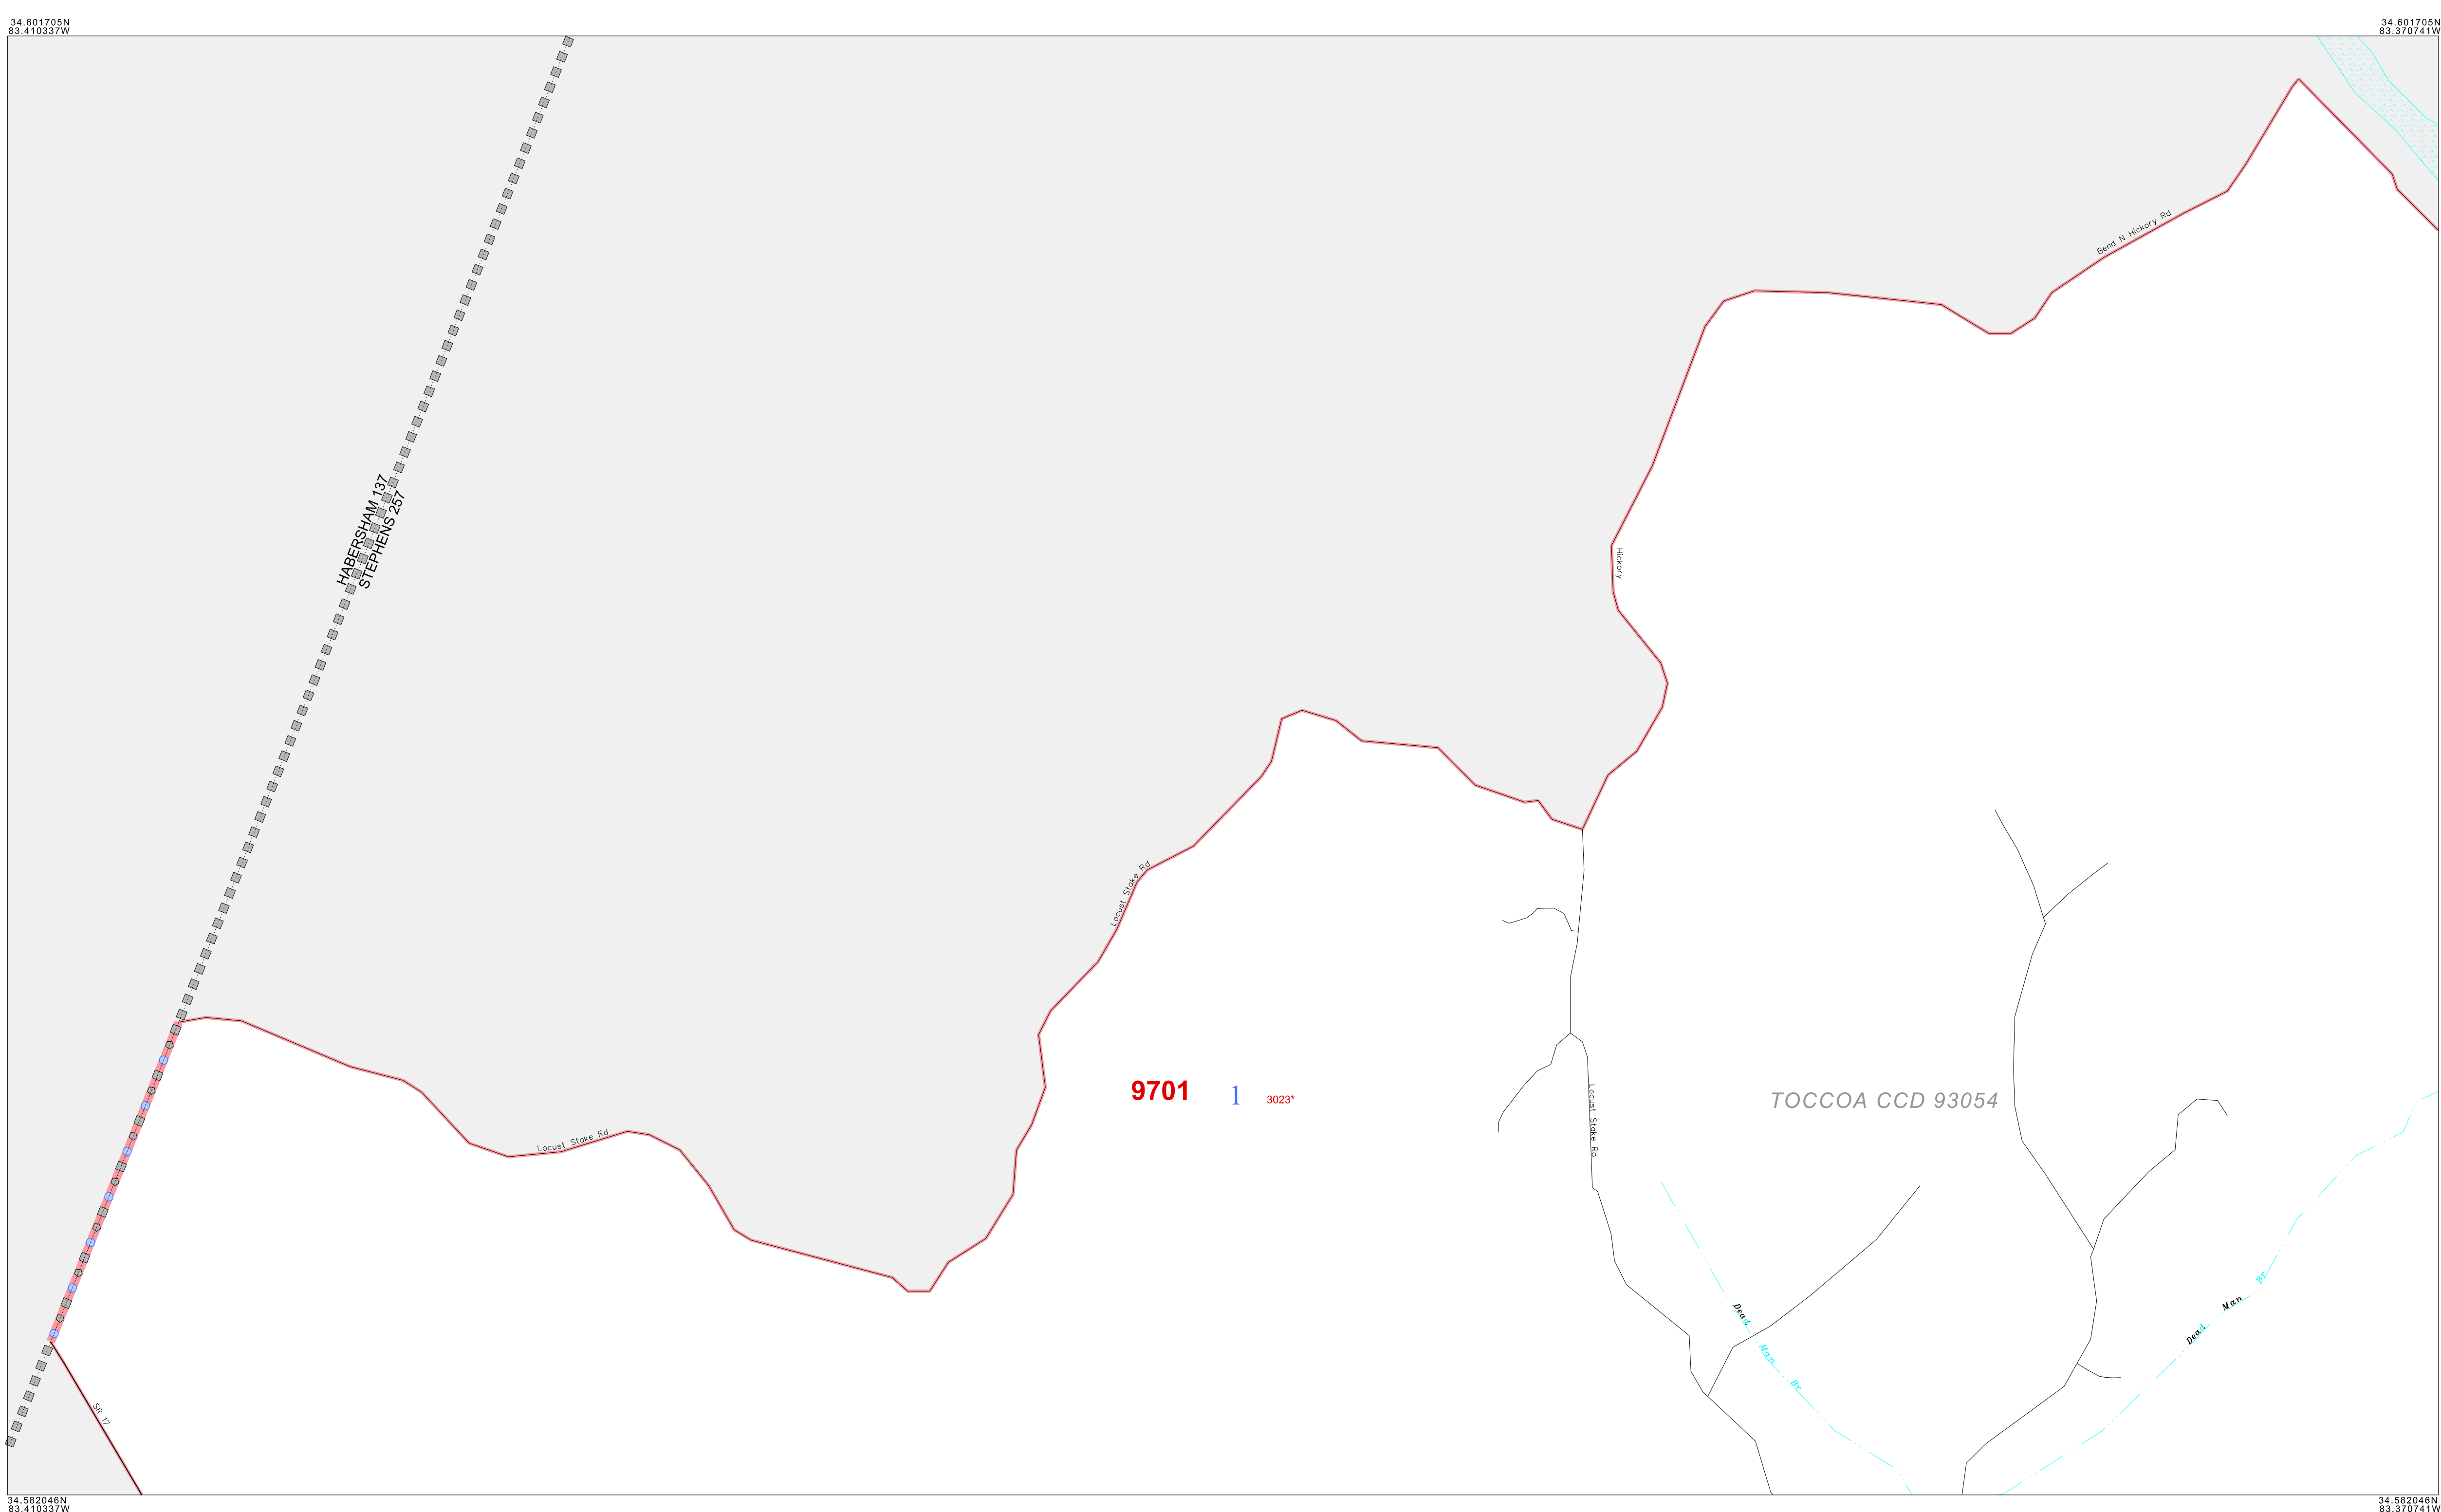 34.601705N
83.410337W
34.601705N
83.370741W
Bend N Hickory Rd
HABERSHAM 137
STEPHENS 257
Hickory
Locust Stake Rd
9701
1
3023*
TOCCOA CCD 93054
Locust Stake Rd
Locust Stake Rd
Dead Man Br
Dead Man Br
SR 17
34.582046N
83.410337W
34.582046N
83.370741W